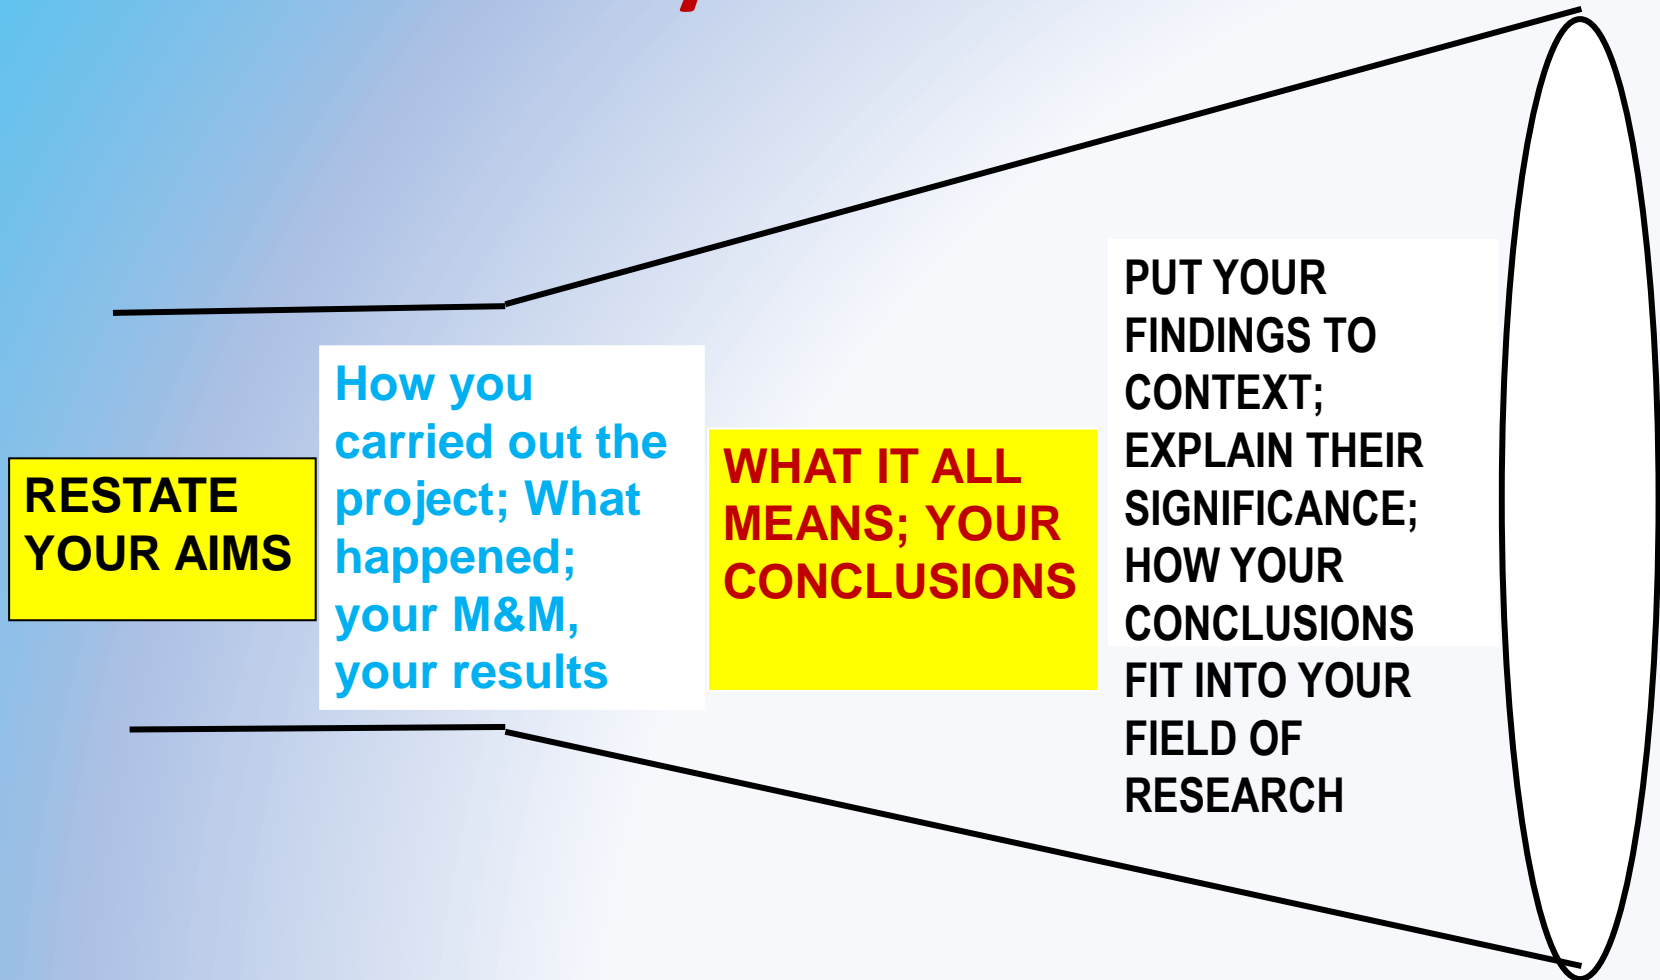 RESTATE
YOUR AIMS
How you
carried out the
project; What
happened;
your M&M,
your results
WHAT IT ALL
MEANS; YOUR
CONCLUSIONS
PUT YOUR
FINDINGS TO
CONTEXT;
EXPLAIN THEIR
SIGNIFICANCE;
HOW YOUR
CONCLUSIONS
FIT INTO YOUR
FIELD OF
RESEARCH